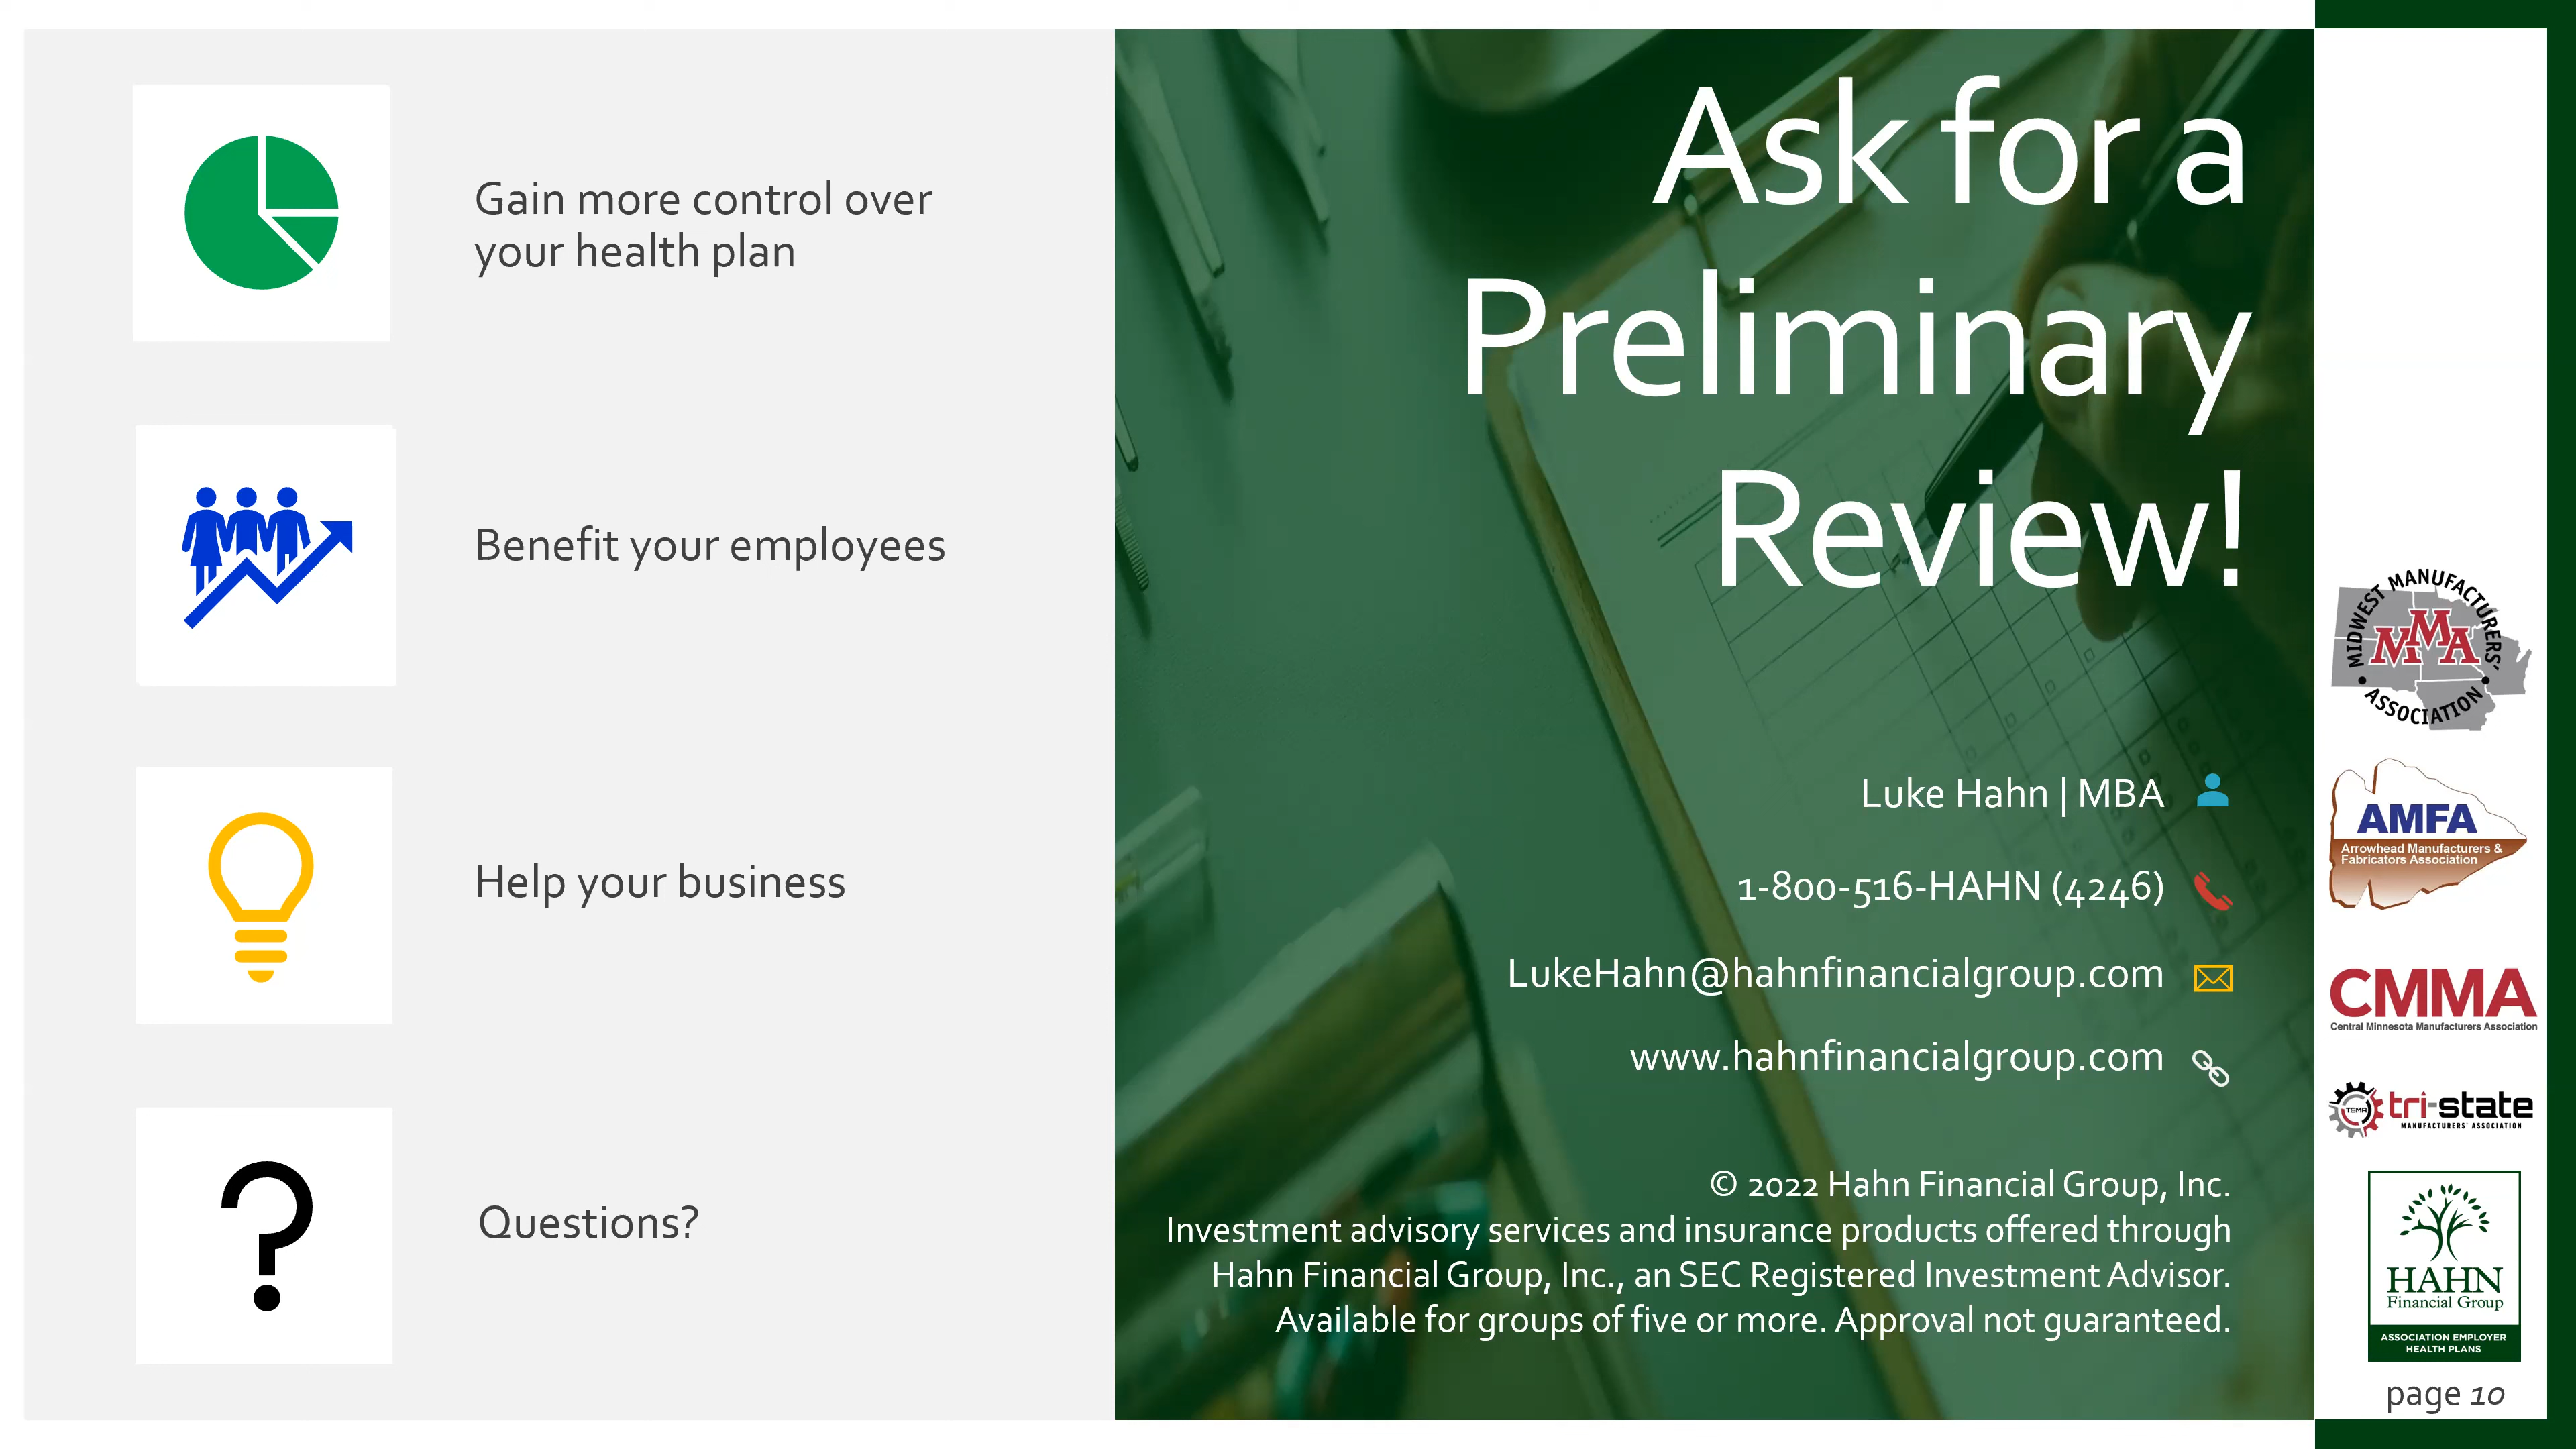 Gain more control over
your health plan
Benefit your employees
Help your business
Questions?
Ask for a
Preliminary
Review!
Luke Hahn | MBA
1-800-516-HAHN (4246)
LukeHahn@hahnfinancialgroup.com
www.hahnfinancialgroup.com
© 2022 Hahn Financial Group, Inc.
Investment advisory services and insurance products offered through
Hahn Financial Group, Inc., an SEC Registered Investment Advisor.
Available for groups of five or more. Approval not guaranteed.
MIDWEST MANUFACTURERS'
MMA
• ASSOCIATION •
AMFA
Arrowhead Manufacturers &
Fabricators Association
CMMA
Central Minnesota Manufacturers Association
TSMA
tri-state
MANUFACTURERS' ASSOCIATION
HAHN
Financial Group
ASSOCIATION EMPLOYER
HEALTH PLANS
page 10